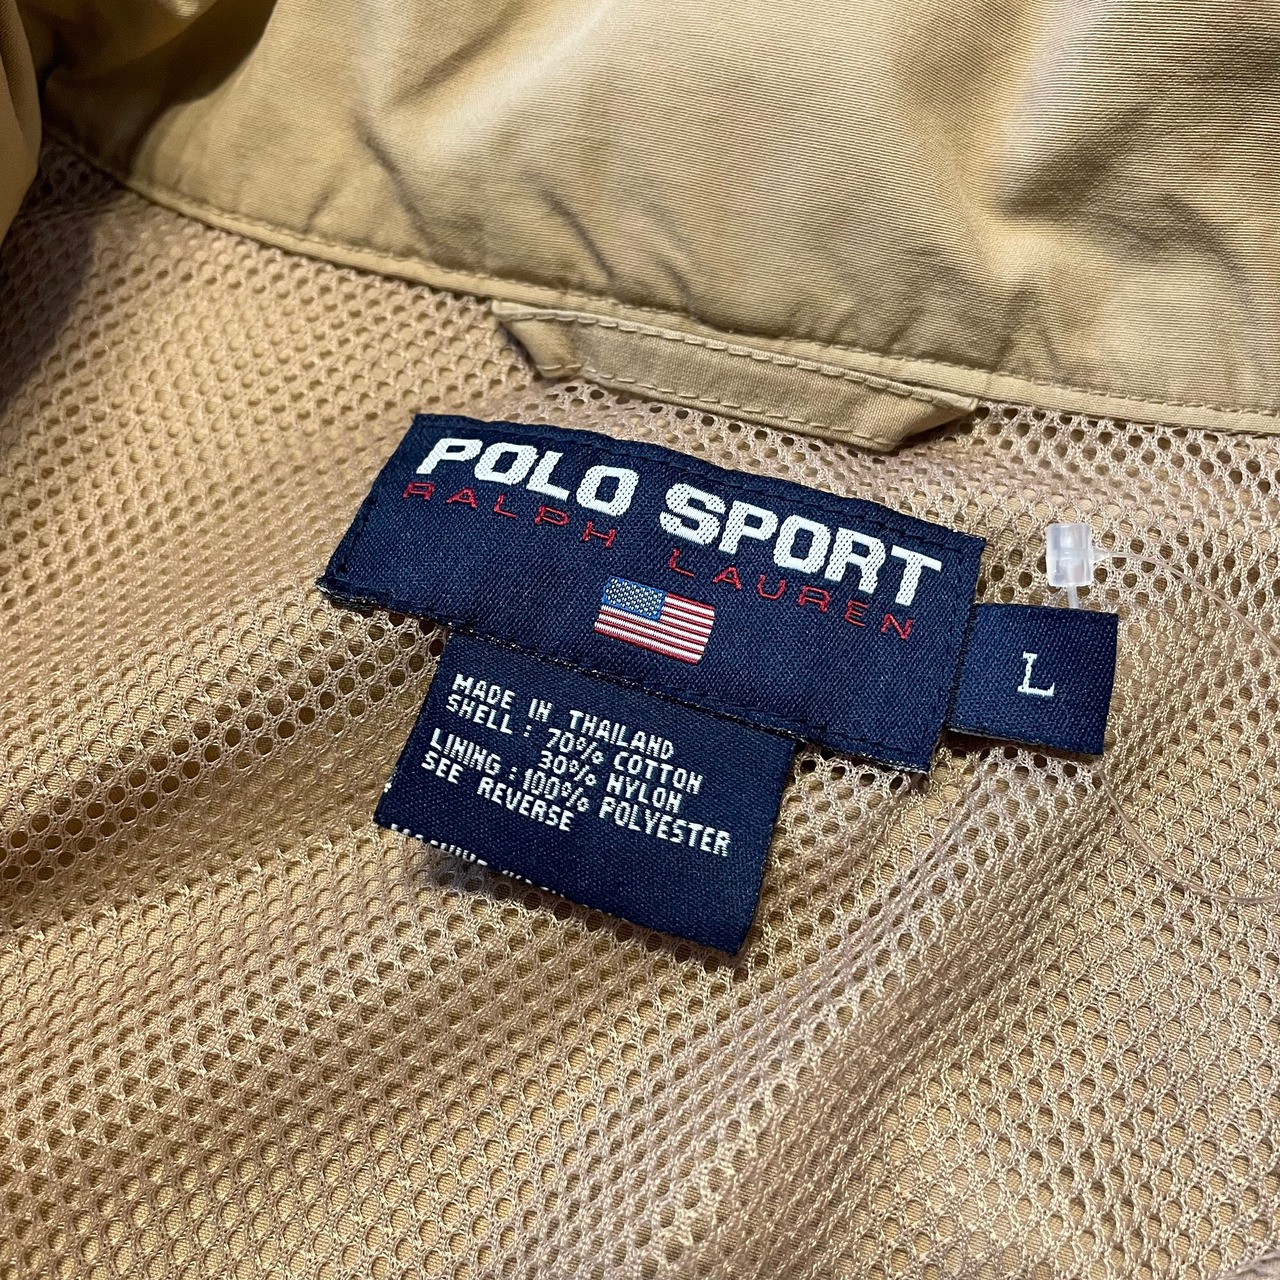 POLO SPORT
RALPH LAUREN
L
MADE IN THAILAND
SHELL : 70% COTTON
30% NYLON
LINING : 100% POLYESTER
SEE REVERSE